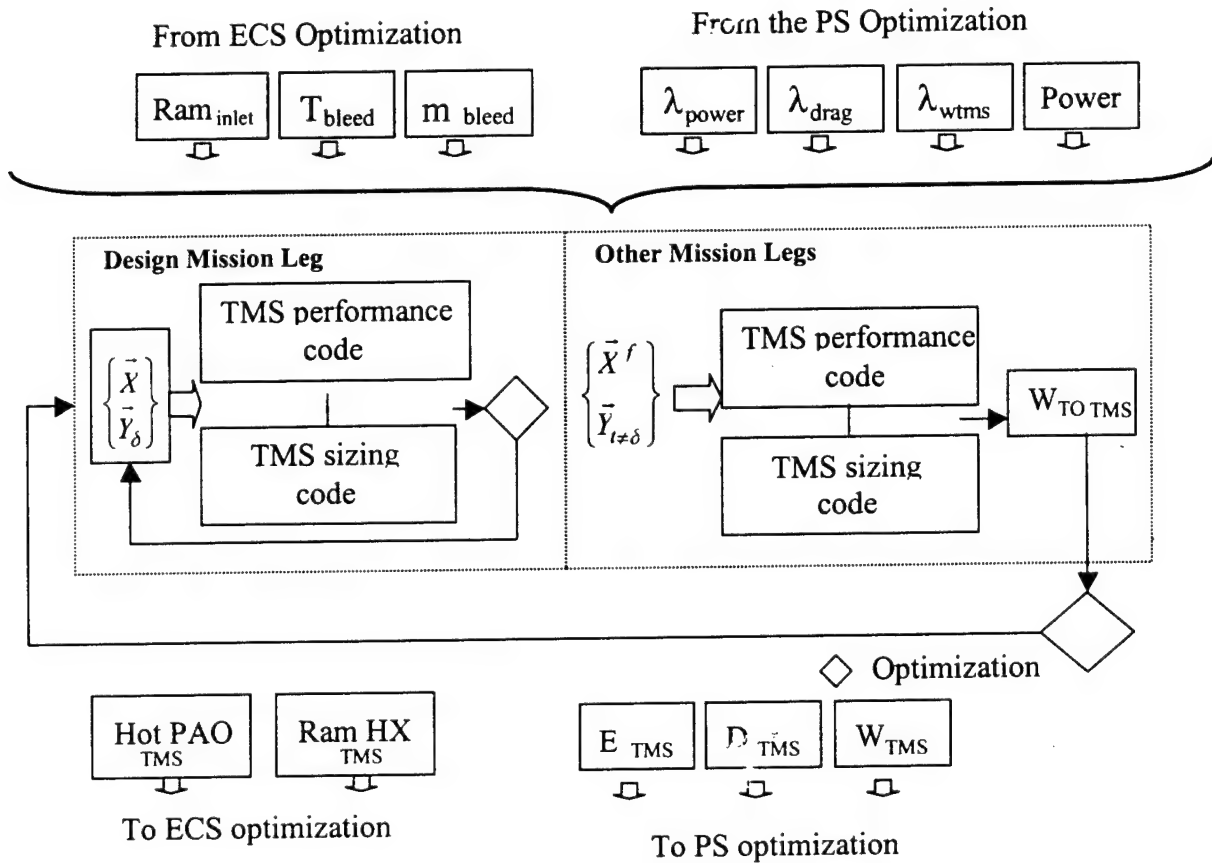 From ECS Optimization
From the PS Optimization
Ram inlet
T bleed
m bleed
λ power
λ drag
λ wtms
Power
Design Mission Leg
Other Mission Legs
TMS performance
code
TMS performance
code
X⃗
Y⃗ δ
X⃗ f
Y⃗ t≠δ
W TO TMS
TMS sizing
code
TMS sizing
code
Optimization
Hot PAO
TMS
Ram HX
TMS
E TMS
D TMS
W TMS
To ECS optimization
To PS optimization